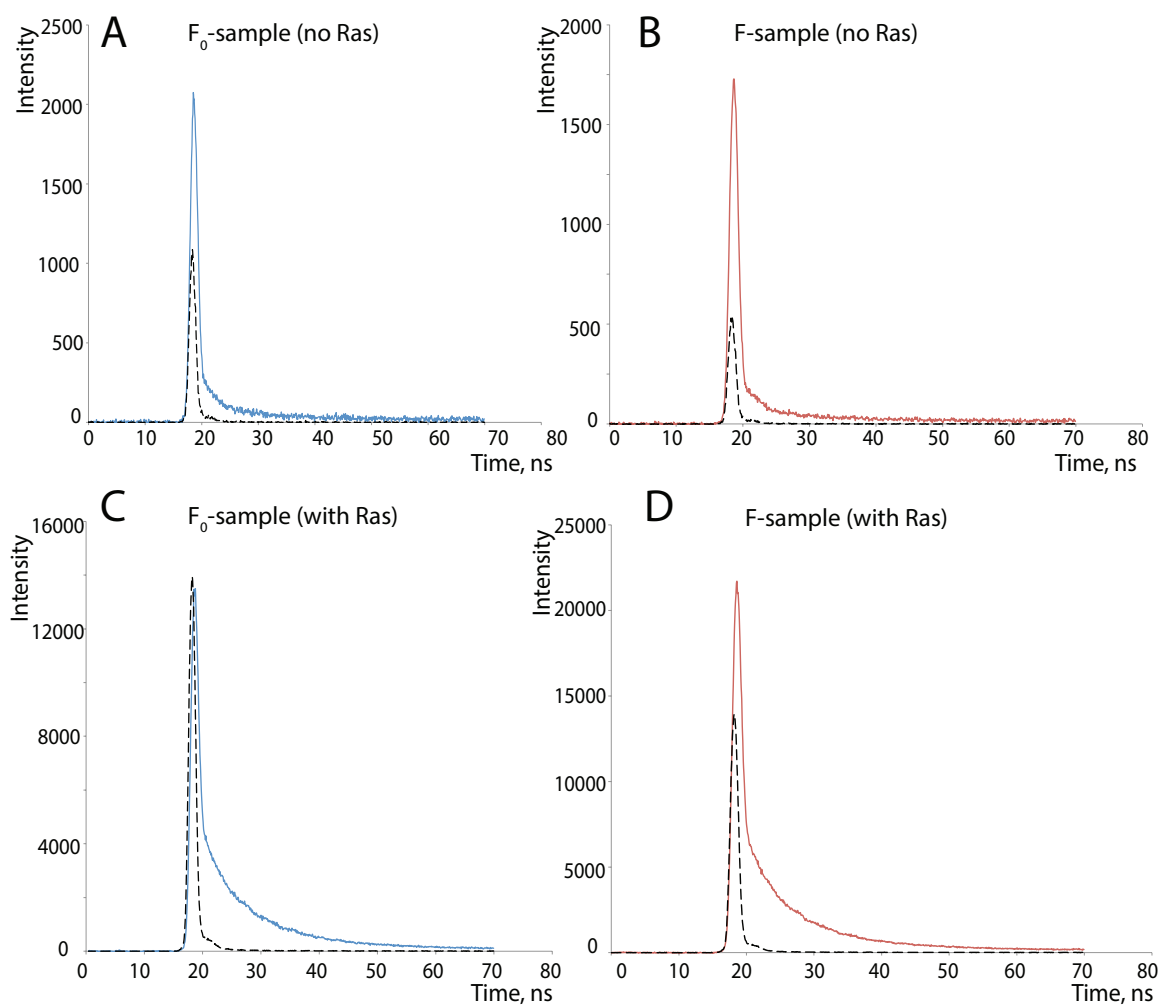 A
F₀-sample (no Ras)
Intensity
2500
2000
1500
1000
500
0
0 10 20 30 40 50 60 70 80
Time, ns
B
F-sample (no Ras)
Intensity
2000
1500
1000
500
0
0 10 20 30 40 50 60 70 80
Time, ns
C
F₀-sample (with Ras)
Intensity
16000
12000
8000
4000
0
0 10 20 30 40 50 60 70 80
Time, ns
D
F-sample (with Ras)
Intensity
25000
20000
15000
10000
5000
0
0 10 20 30 40 50 60 70 80
Time, ns